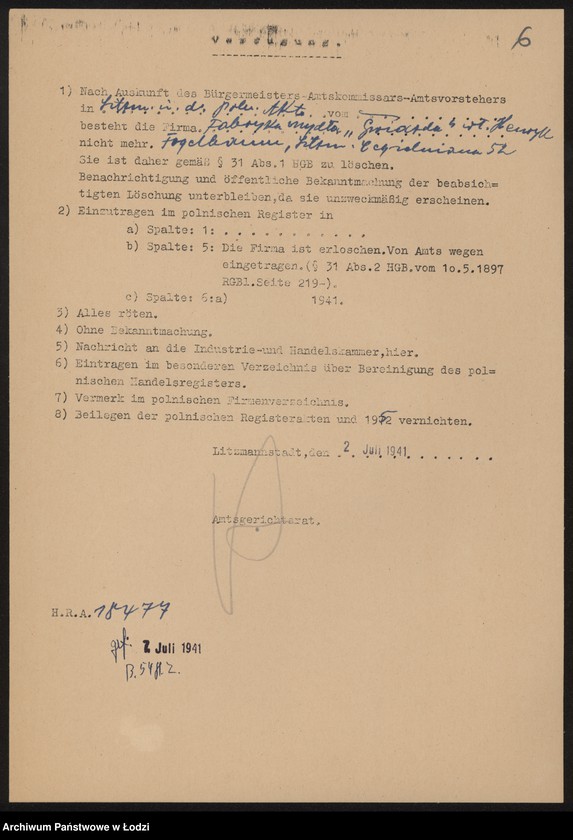 Verfügung.
6
1) Nach Auskunft des Bürgermeisters-Amtskommissars-Amtsvorstehers
in Litzm. u. d. poln. Akte. vom . . . . . . .
besteht die Firma Fabryka mydła „Gwiazda" wł. Henryk
nicht mehr. Fogelbaum, Litzm. Cegielniana 52
Sie ist daher gemäß § 31 Abs.1 HGB zu löschen.
Benachrichtigung und öffentliche Bekanntmachung der beabsich=
tigten Löschung unterbleiben,da sie unzweckmäßig erscheinen.
2) Einzutragen im polnischen Register in
a) Spalte: 1: . . . . . . . . . . . .
b) Spalte: 5: Die Firma ist erloschen.Von Amts wegen
eingetragen.(§ 31 Abs.2 HGB.vom 1o.5.1897
RGBl.Seite 219-).
c) Spalte: 6:a) 1941.
3) Alles röten.
4) Ohne Bekanntmachung.
5) Nachricht an die Industrie-und Handelskammer,hier.
6) Eintragen im besonderen Verzeichnis über Bereinigung des pol=
nischen Handelsregisters.
7) Vermerk im polnischen Firmenverzeichnis.
8) Beilegen der polnischen Registerakten und 1952 vernichten.
Litzmannstadt,den 2. Juli 1941 . . . . . . .
Amtsgerichtsrat.
H.R.A. 18477
gef. 7. Juli 1941
Archiwum Państwowe w Łodzi